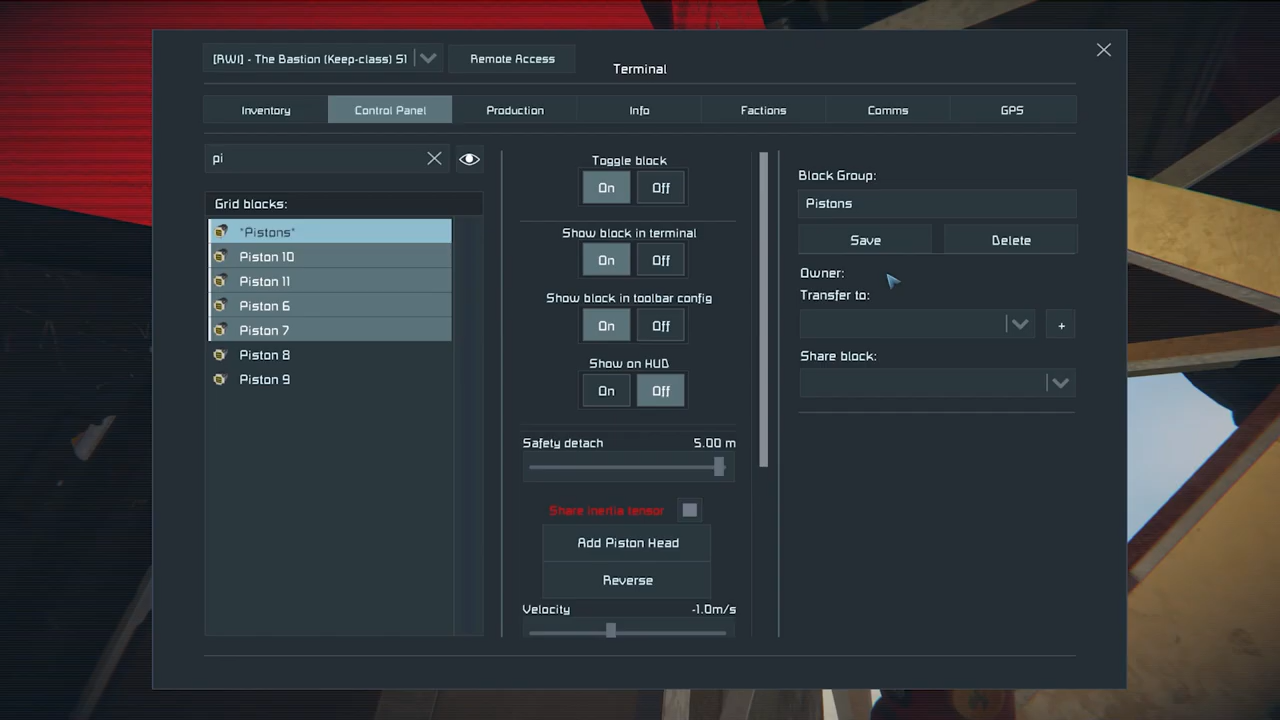 [RWI] - The Bastion (Keep-class) S1
Remote Access
Terminal
Inventory
Control Panel
Production
Info
Factions
Comms
GPS
pi
Grid blocks:
*Pistons*
Piston 10
Piston 11
Piston 6
Piston 7
Piston 8
Piston 9
Toggle block
On Off
Show block in terminal
On Off
Show block in toolbar config
On Off
Show on HUD
On Off
Safety detach 5.00 m
Share inertia tensor
Add Piston Head
Reverse
Velocity -1.0m/s
Block Group:
Pistons
Save Delete
Owner:
Transfer to:
+
Share block: